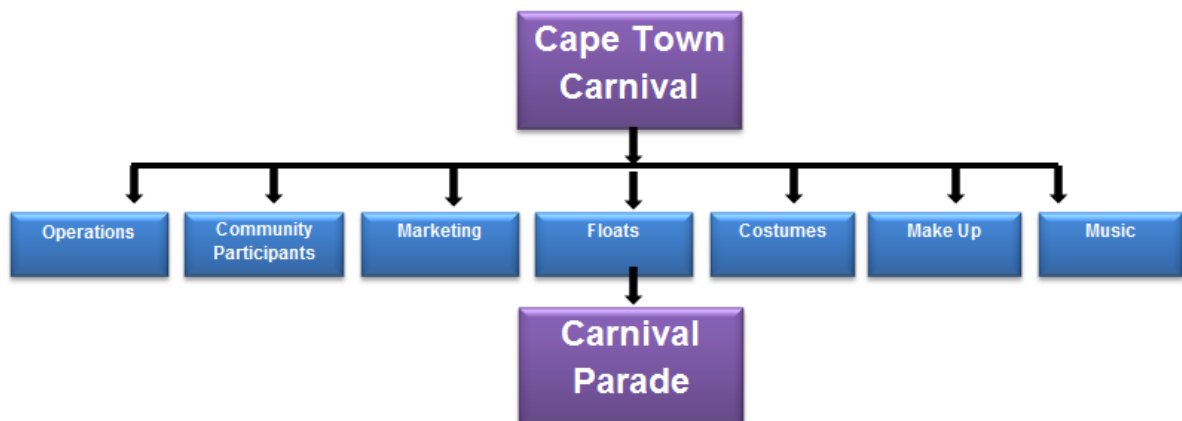 Cape Town
Carnival
Operations
Community
Participants
Marketing
Floats
Costumes
Make Up
Music
Carnival
Parade